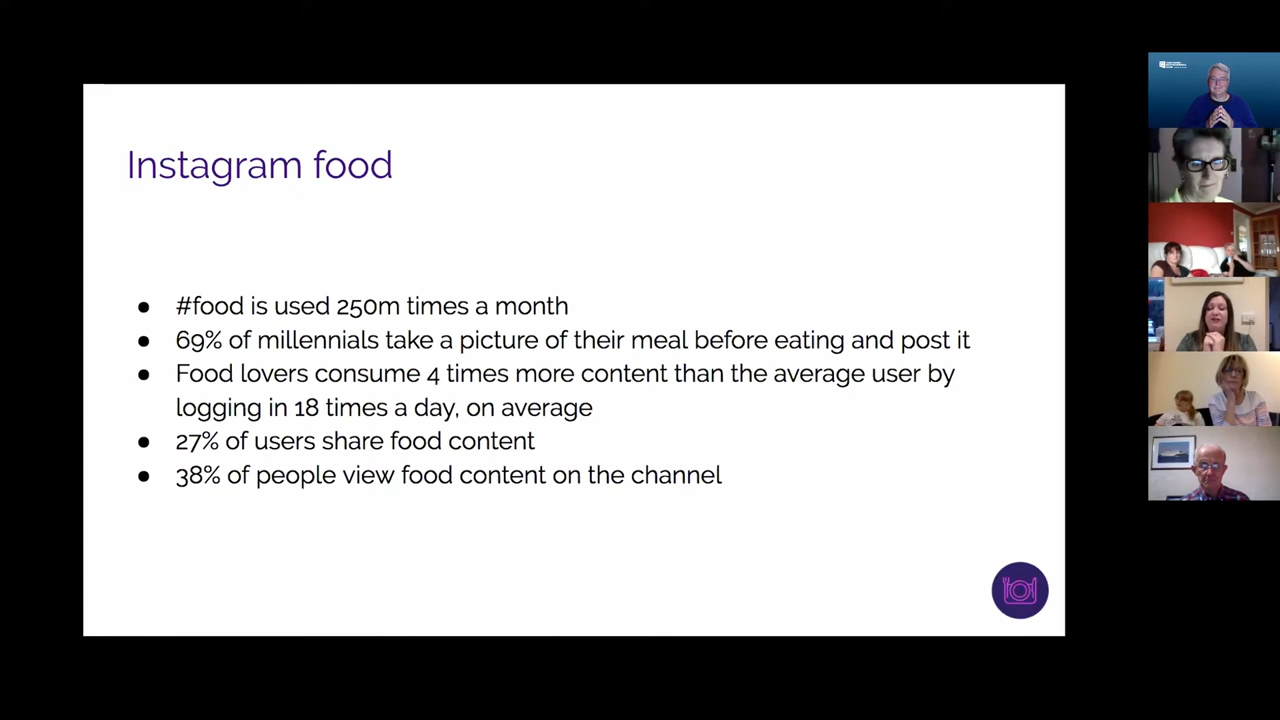 Instagram food
● #food is used 250m times a month
● 69% of millennials take a picture of their meal before eating and post it
● Food lovers consume 4 times more content than the average user by
logging in 18 times a day, on average
● 27% of users share food content
● 38% of people view food content on the channel